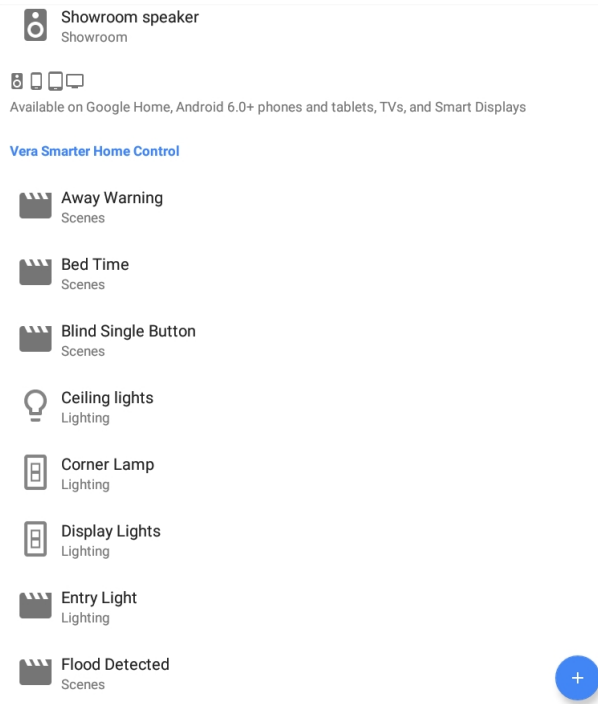 Showroom speaker
Showroom
Available on Google Home, Android 6.0+ phones and tablets, TVs, and Smart Displays
Vera Smarter Home Control
Away Warning
Scenes
Bed Time
Scenes
Blind Single Button
Scenes
Ceiling lights
Lighting
Corner Lamp
Lighting
Display Lights
Lighting
Entry Light
Lighting
Flood Detected
Scenes